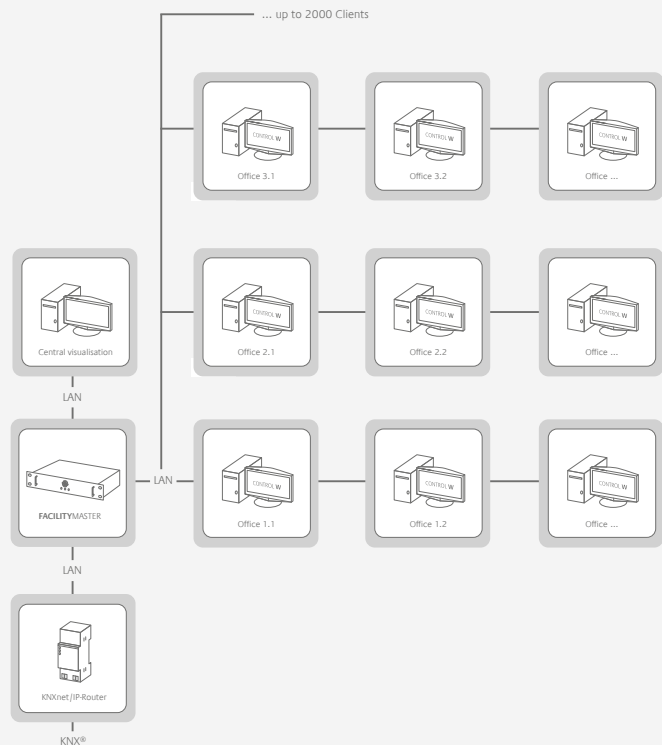 ... up to 2000 Clients
CONTROL W
CONTROL W
CONTROL W
Office 3.1
Office 3.2
Office ...
CONTROL W
CONTROL W
CONTROL W
Central visualisation
Office 2.1
Office 2.2
Office ...
LAN
CONTROL W
CONTROL W
CONTROL W
LAN
FACILITYMASTER
Office 1.1
Office 1.2
Office ...
LAN
KNXnet/IP-Router
KNX®